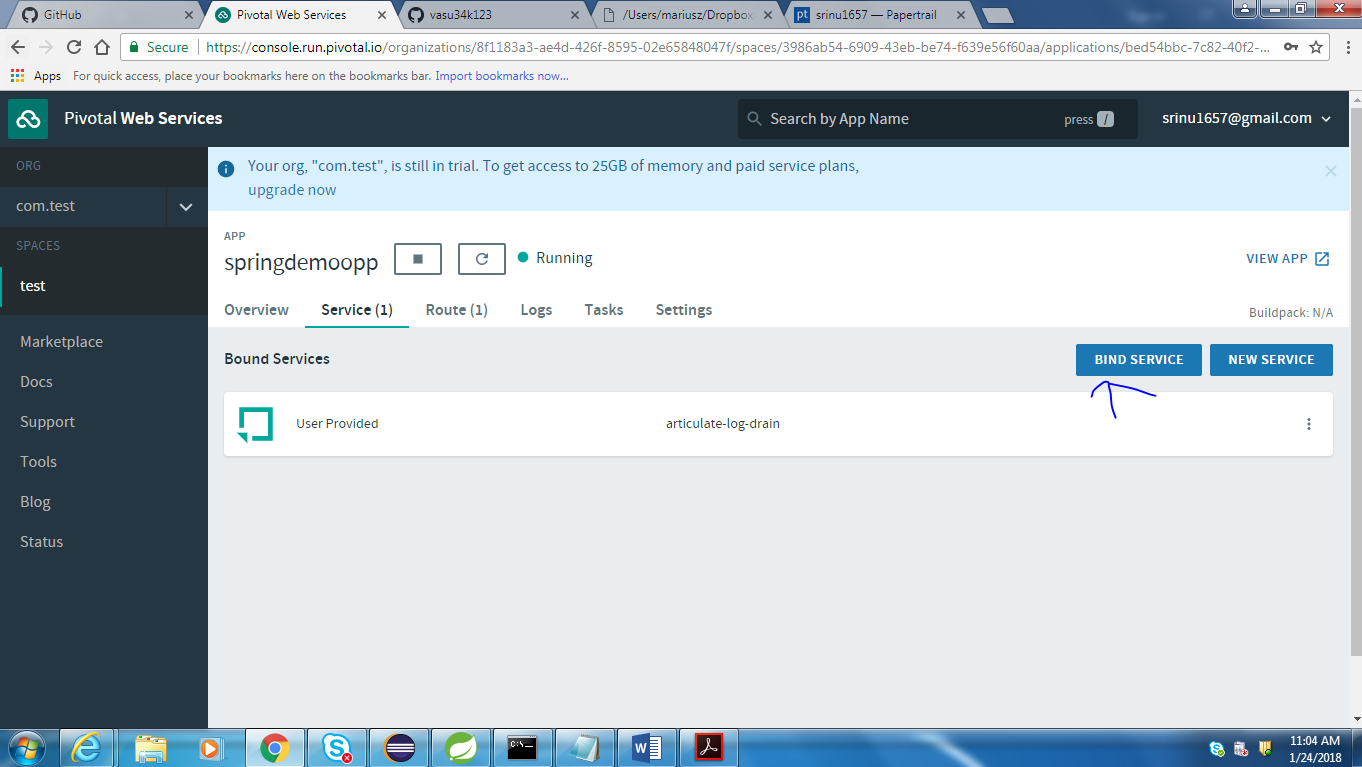 GitHub
Pivotal Web Services
vasu34k123
/Users/mariusz/Dropbox
srinu1657 — Papertrail
Secure
https://console.run.pivotal.io/organizations/8f1183a3-ae4d-426f-8595-02e65848047f/spaces/3986ab54-6909-43eb-be74-f639e56f60aa/applications/bed54bbc-7c82-40f2-...
Apps
For quick access, place your bookmarks here on the bookmarks bar. Import bookmarks now...
Pivotal Web Services
Search by App Name
press /
srinu1657@gmail.com
ORG
com.test
SPACES
test
Marketplace
Docs
Support
Tools
Blog
Status
Your org, "com.test", is still in trial. To get access to 25GB of memory and paid service plans,
upgrade now
APP
springdemoopp
Running
VIEW APP
Overview
Service (1)
Route (1)
Logs
Tasks
Settings
Buildpack: N/A
Bound Services
BIND SERVICE
NEW SERVICE
User Provided
articulate-log-drain
11:04 AM
1/24/2018